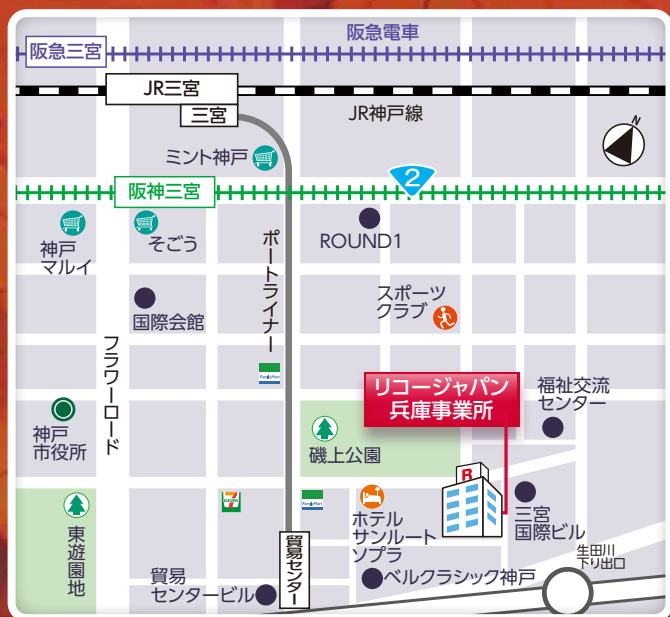 阪急電車
阪急三宮
JR三宮
三宮
JR神戸線
N
ミント神戸
阪神三宮
2
神戸
マルイ
そごう
ROUND1
ポートライナー
国際会館
スポーツ
クラブ
フラワーロード
FamilyMart
リコージャパン
兵庫事業所
福祉交流
センター
神戸
市役所
磯上公園
R
7
ELEVEN
FamilyMart
東遊園地
ホテル
サンルート
ソプラ
三宮
国際ビル
貿易センター
生田川
下り出口
貿易
センタービル
ベルクラシック神戸